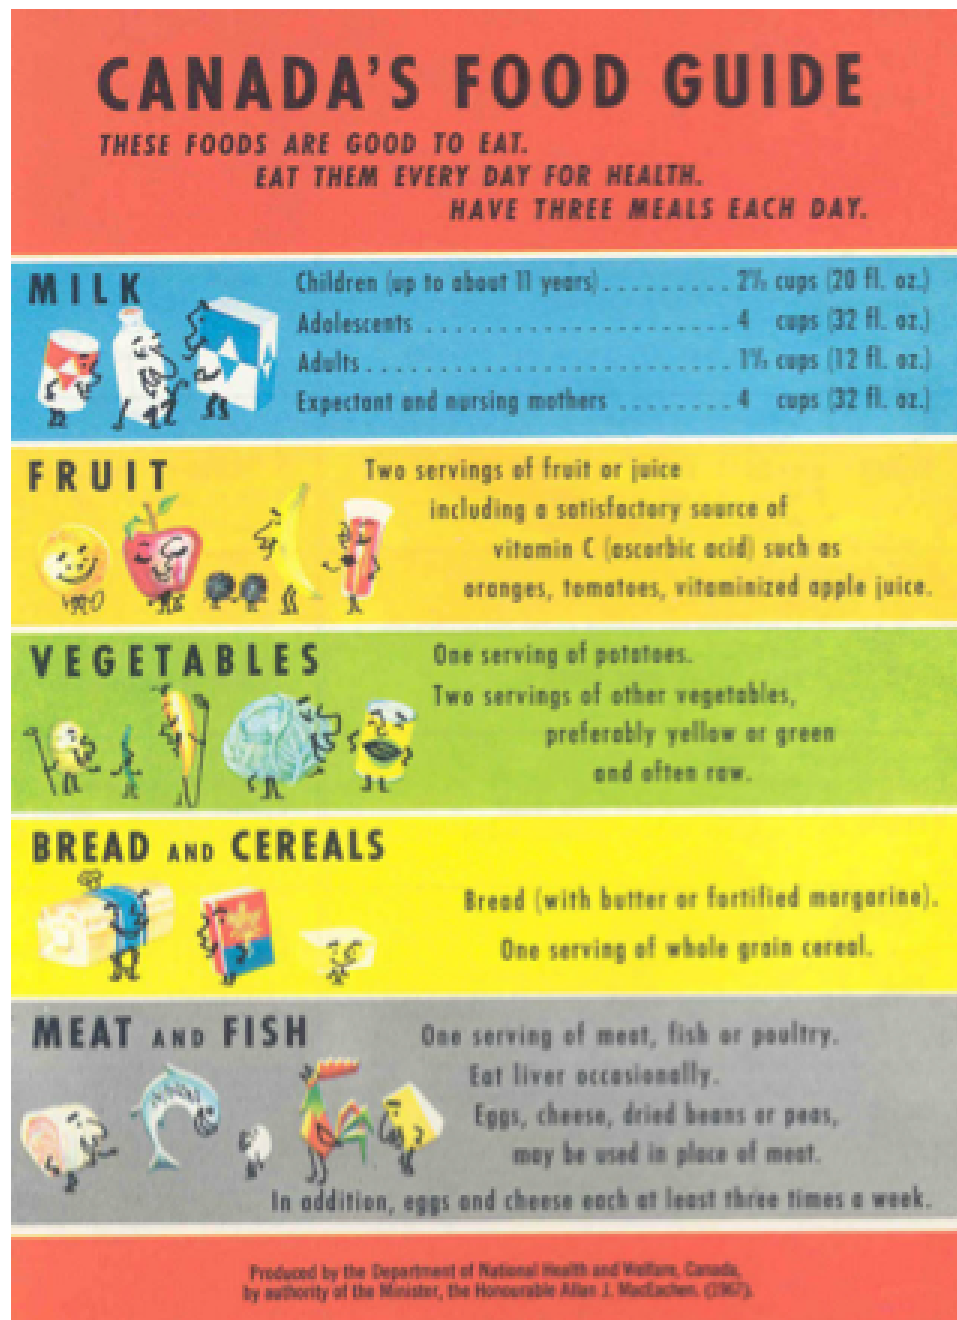 CANADA'S FOOD GUIDE
THESE FOODS ARE GOOD TO EAT.
EAT THEM EVERY DAY FOR HEALTH.
HAVE THREE MEALS EACH DAY.
MILK
Children (up to about 11 years) . . . . . . . . . 2½ cups (20 fl. oz.)
Adolescents . . . . . . . . . . . . . . . . . . . . . 4 cups (32 fl. oz.)
Adults . . . . . . . . . . . . . . . . . . . . . . . . . 1½ cups (12 fl. oz.)
Expectant and nursing mothers . . . . . . . . 4 cups (32 fl. oz.)
FRUIT
Two servings of fruit or juice
including a satisfactory source of
vitamin C (ascorbic acid) such as
oranges, tomatoes, vitaminized apple juice.
VEGETABLES
One serving of potatoes.
Two servings of other vegetables,
preferably yellow or green
and often raw.
BREAD AND CEREALS
Bread (with butter or fortified margarine).
One serving of whole grain cereal.
MEAT AND FISH
One serving of meat, fish or poultry.
Eat liver occasionally.
Eggs, cheese, dried beans or peas,
may be used in place of meat.
In addition, eggs and cheese each at least three times a week.
Produced by the Department of National Health and Welfare, Canada,
by authority of the Minister, the Honourable Allan J. MacEachen. (1967).